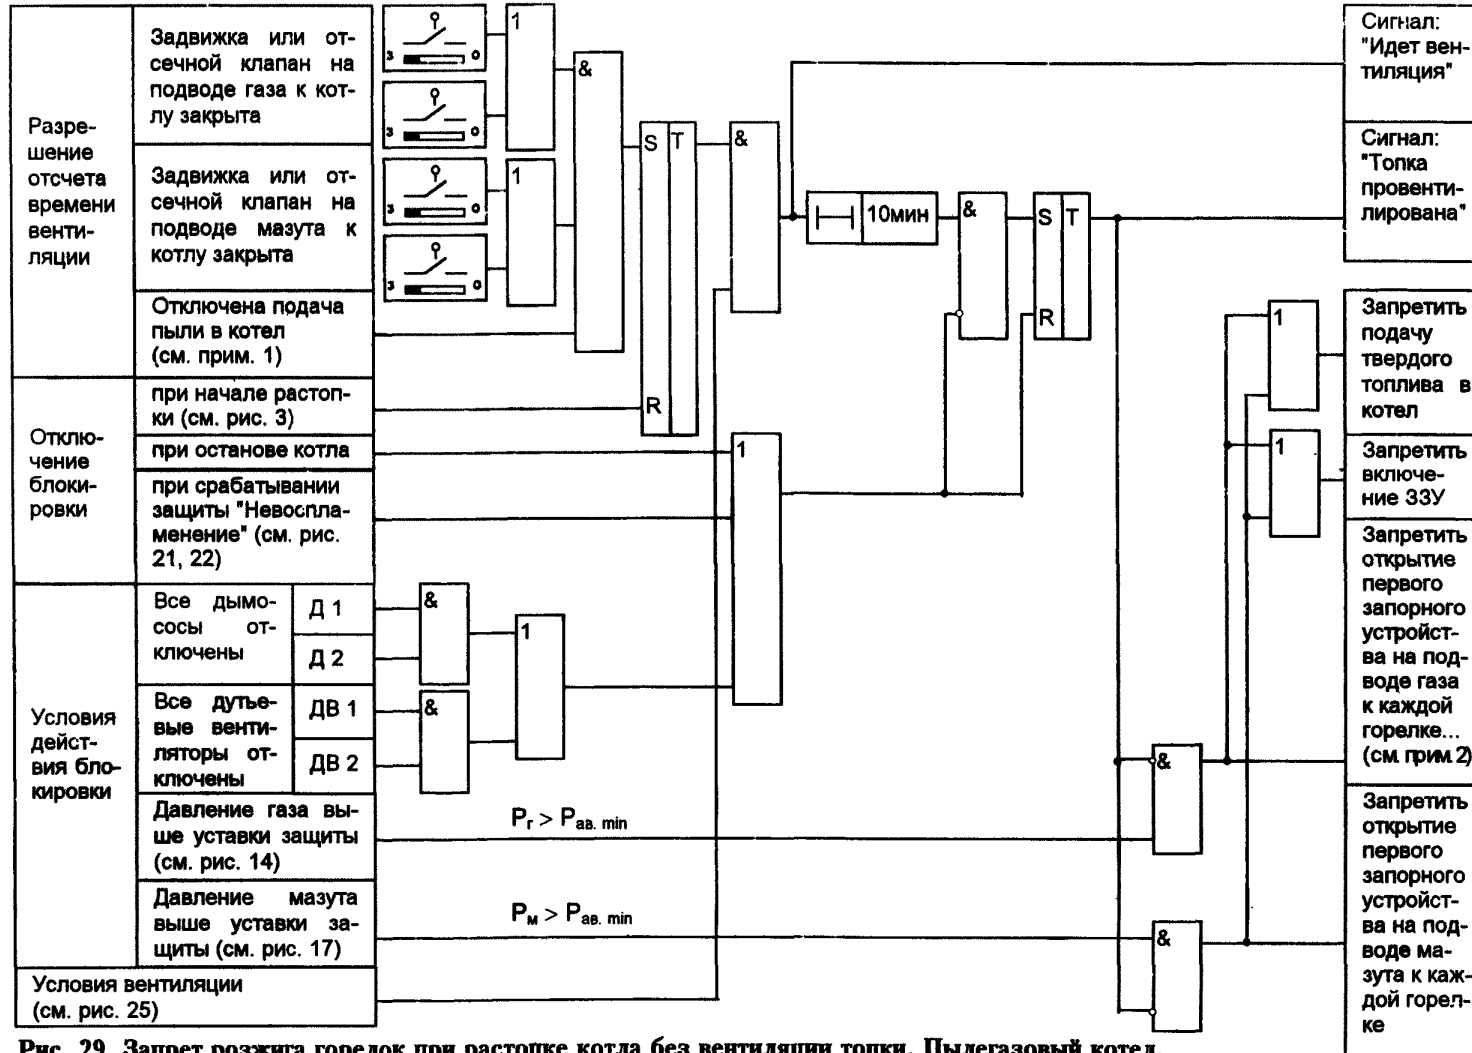 Разре-
шение
отсчета
времени
венти-
ляции
Задвижка или от-
сечной клапан на
подводе газа к кот-
лу закрыта
Задвижка или от-
сечной клапан на
подводе мазута к
котлу закрыта
Отключена подача
пыли в котел
(см. прим. 1)
Отклю-
чение
блоки-
ровки
при начале растоп-
ки (см. рис. 3)
при останове котла
при срабатывании
защиты "Невоспла-
менение" (см. рис.
21, 22)
Условия
дейст-
вия бло-
кировки
Все дымо-
сосы от-
ключены
Д 1
Д 2
Все дутье-
вые венти-
ляторы от-
ключены
ДВ 1
ДВ 2
Давление газа вы-
ше уставки защиты
(см. рис. 14)
Давление мазута
выше уставки за-
щиты (см. рис. 17)
Условия вентиляции
(см. рис. 25)
З О
З О
З О
З О
1
1
&
S T
R
&
10мин
&
S T
R
1
&
&
1
Pг > Pав. min
Pм > Pав. min
&
&
1
1
Сигнал:
"Идет вен-
тиляция"
Сигнал:
"Топка
провенти-
лирована"
Запретить
подачу
твердого
топлива в
котел
Запретить
включе-
ние ЗЗУ
Запретить
открытие
первого
запорного
устройст-
ва на под-
воде газа
к каждой
горелке...
(см. прим. 2)
Запретить
открытие
первого
запорного
устройст-
ва на под-
воде ма-
зута к каж-
дой горел-
ке
Рис. 29. Запрет розжига горелок при растопке котла без вентиляции топки. Пылегазовый котел.